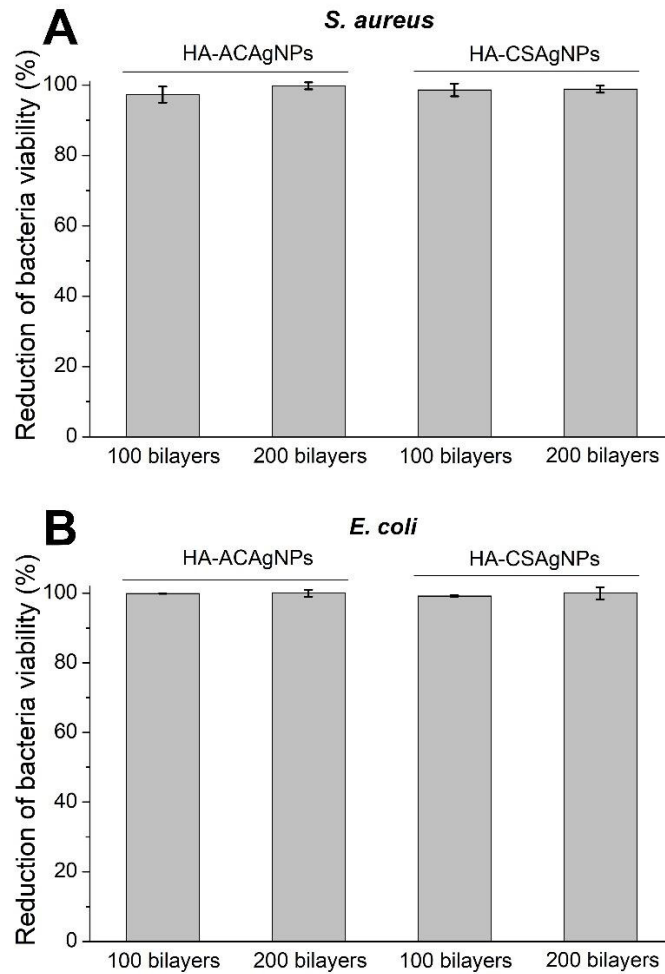 A
S. aureus
HA-ACAgNPs HA-CSAgNPs
Reduction of bacteria viability (%)
100
80
60
40
20
0
100 bilayers 200 bilayers 100 bilayers 200 bilayers
B
E. coli
HA-ACAgNPs HA-CSAgNPs
Reduction of bacteria viability (%)
100
80
60
40
20
0
100 bilayers 200 bilayers 100 bilayers 200 bilayers